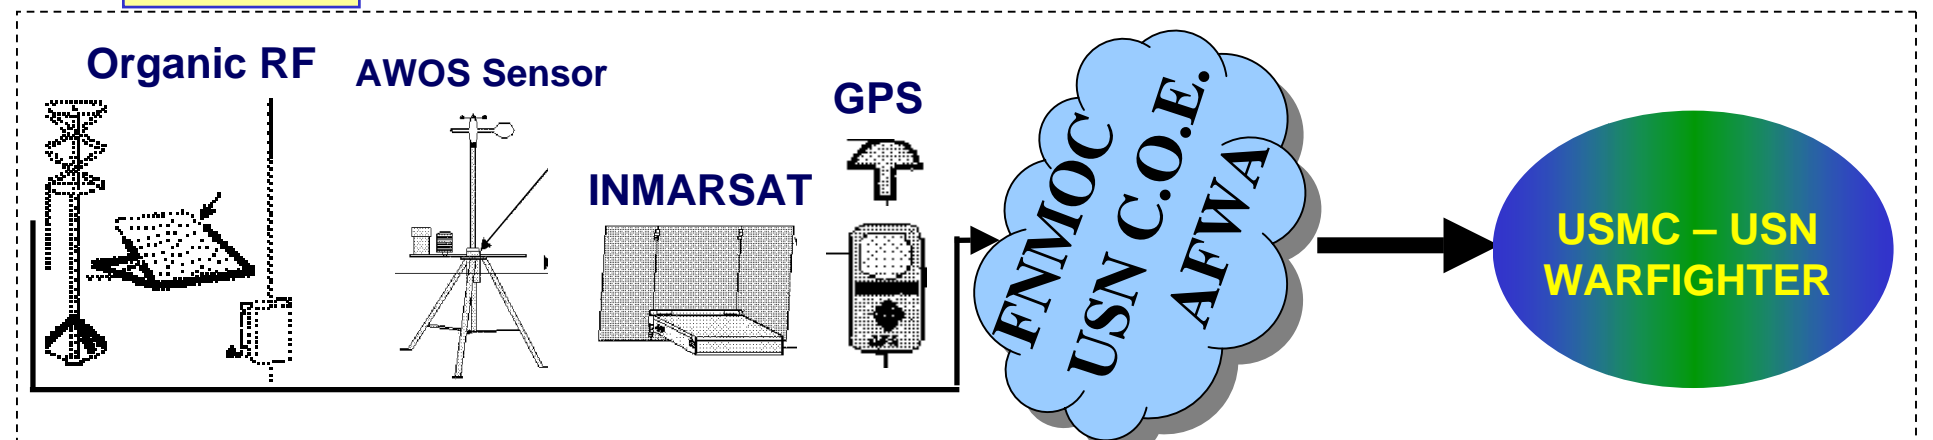 Organic RF
AWOS Sensor
INMARSAT
GPS
FNMOC
USN C.O.E.
AFWA
USMC – USN
WARFIGHTER